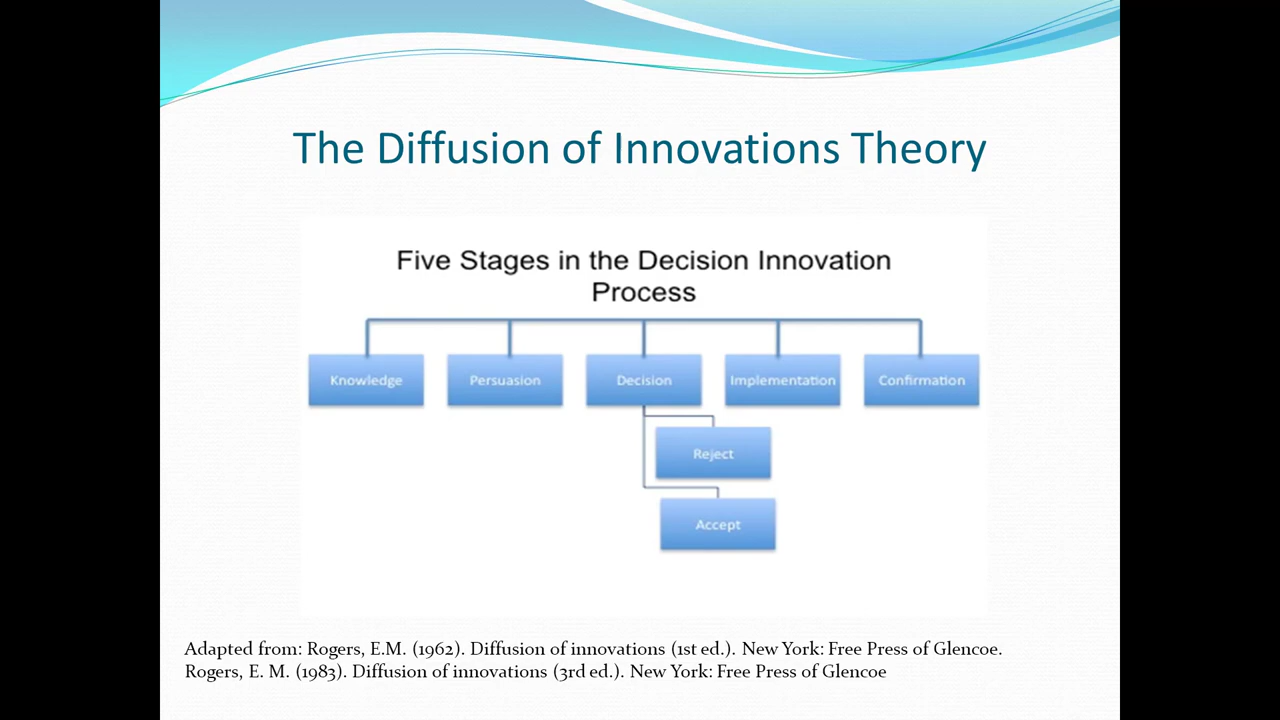 The Diffusion of Innovations Theory
Five Stages in the Decision Innovation
Process
Knowledge
Persuasion
Decision
Implementation
Confirmation
Reject
Accept
Adapted from: Rogers, E.M. (1962). Diffusion of innovations (1st ed.). New York: Free Press of Glencoe.
Rogers, E. M. (1983). Diffusion of innovations (3rd ed.). New York: Free Press of Glencoe